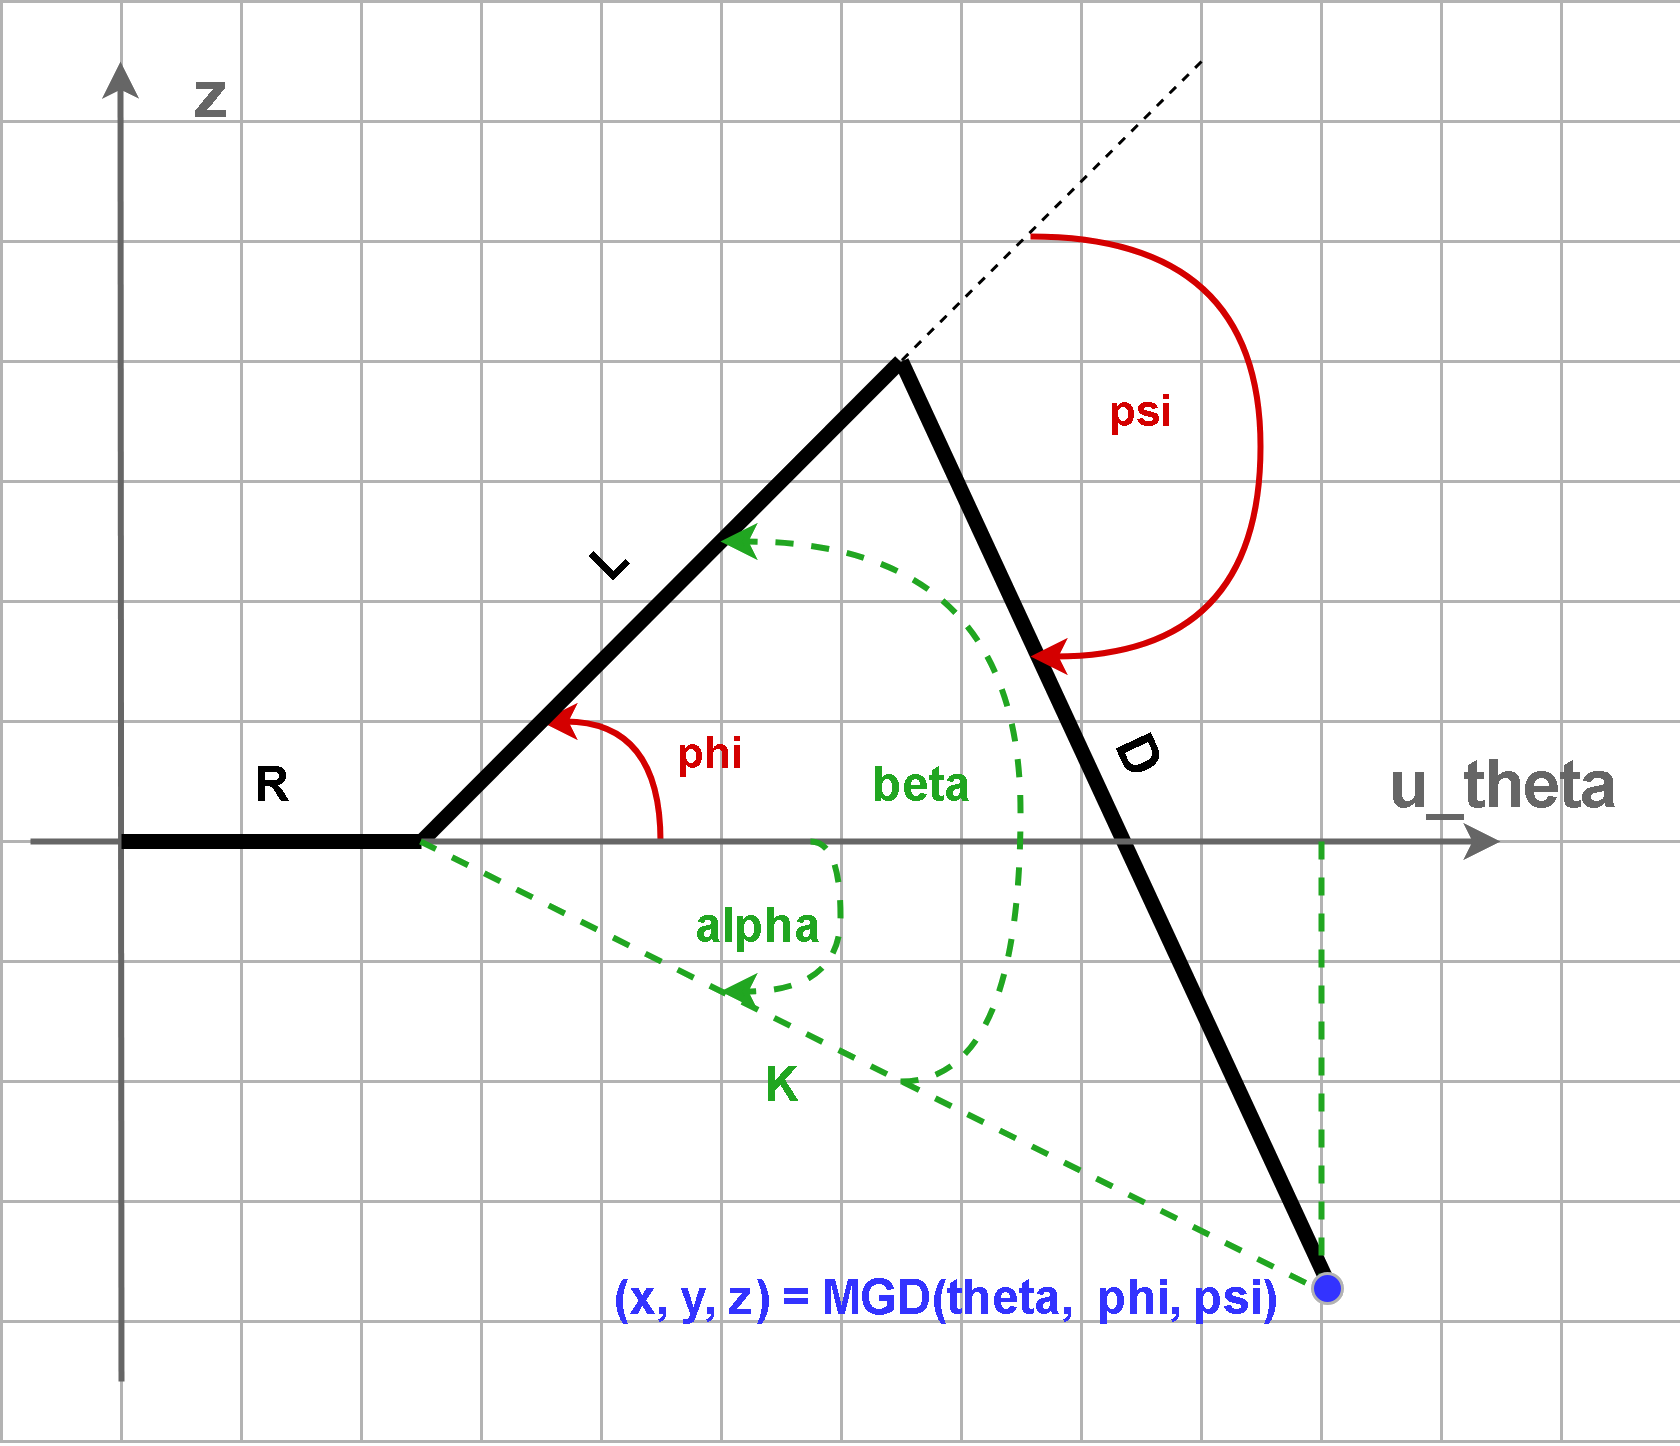 z
psi
L
D
phi
R
beta
u_theta
alpha
K
(x, y, z) = MGD(theta, phi, psi)